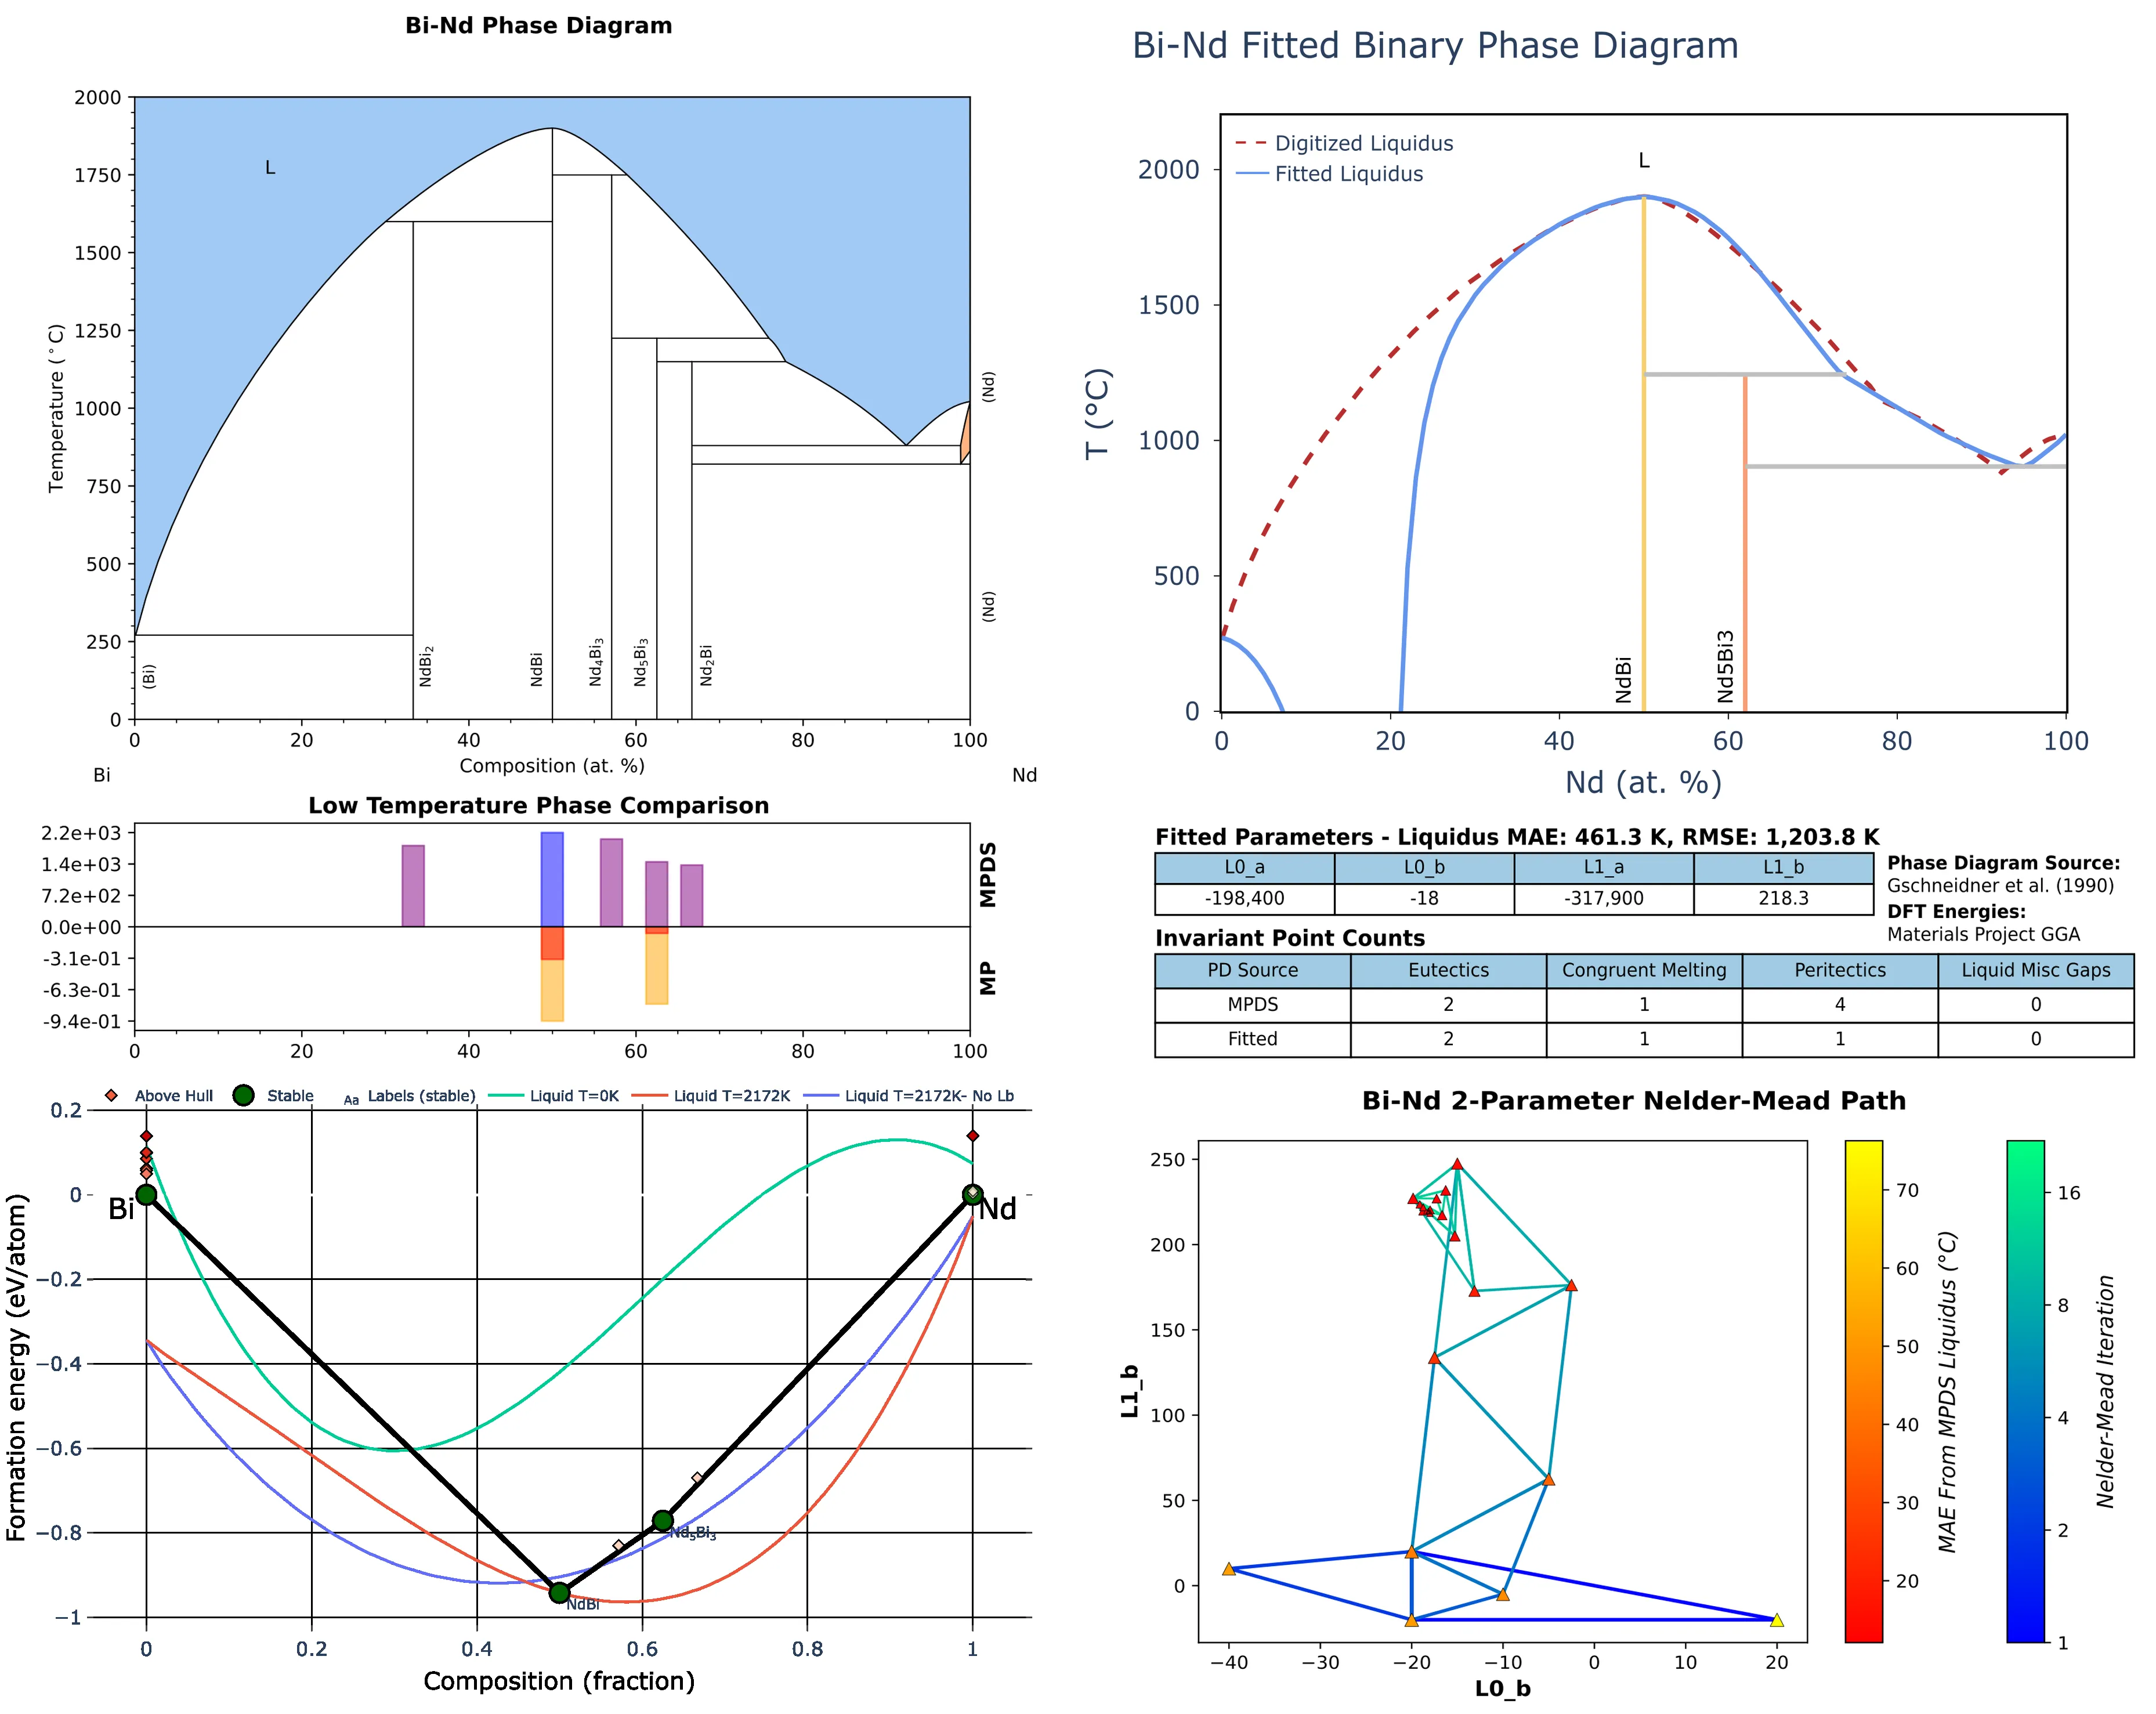 Bi-Nd Phase Diagram
2000
1750
1500
1250
1000
750
500
250
0
Temperature (°C)
L
(Bi)
NdBi₂
NdBi
Nd₄Bi₃
Nd₅Bi₃
Nd₂Bi
(Nd)
(Nd)
0 20 40 60 80 100
Composition (at. %)
Bi Nd
Bi-Nd Fitted Binary Phase Diagram
Digitized Liquidus
Fitted Liquidus
L
2000
1500
1000
500
0
T (°C)
NdBi
Nd5Bi3
0 20 40 60 80 100
Nd (at. %)
Low Temperature Phase Comparison
2.2e+03
1.4e+03
7.2e+02
0.0e+00
-3.1e-01
-6.3e-01
-9.4e-01
MPDS
MP
0 20 40 60 80 100
Fitted Parameters - Liquidus MAE: 461.3 K, RMSE: 1,203.8 K
L0_a L0_b L1_a L1_b
-198,400 -18 -317,900 218.3
Phase Diagram Source:
Gschneidner et al. (1990)
DFT Energies:
Materials Project GGA
Invariant Point Counts
PD Source Eutectics Congruent Melting Peritectics Liquid Misc Gaps
MPDS 2 1 4 0
Fitted 2 1 1 0
Above Hull Stable Aa Labels (stable) Liquid T=0K Liquid T=2172K Liquid T=2172K- No Lb
0.2
0
−0.2
−0.4
−0.6
−0.8
−1
Formation energy (eV/atom)
Bi
Nd
Nd₅Bi₃
NdBi
0 0.2 0.4 0.6 0.8 1
Composition (fraction)
Bi-Nd 2-Parameter Nelder-Mead Path
250
200
150
100
50
0
L1_b
−40 −30 −20 −10 0 10 20
L0_b
70
60
50
40
30
20
MAE From MPDS Liquidus (°C)
16
8
4
2
1
Nelder-Mead Iteration